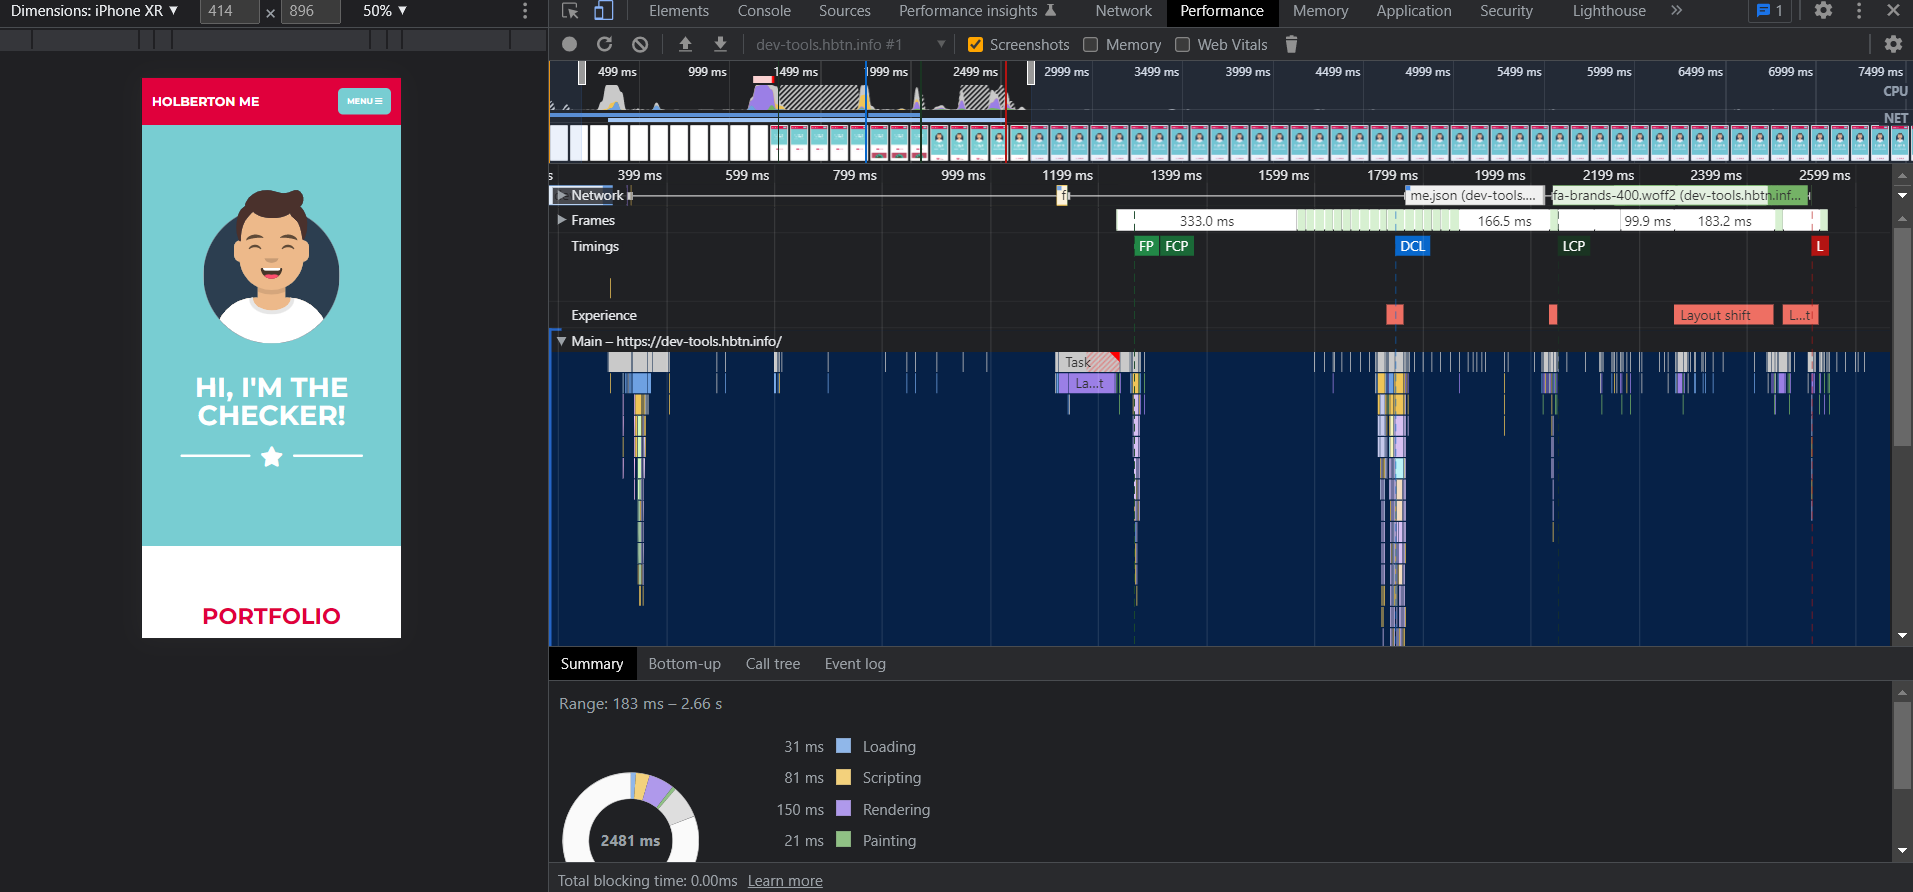 Dimensions: iPhone XR ▼ 414 × 896 50% ▼
Elements Console Sources Performance insights Network Performance Memory Application Security Lighthouse » 1
dev-tools.hbtn.info #1 Screenshots Memory Web Vitals
499 ms 999 ms 1499 ms 1999 ms 2499 ms 2999 ms 3499 ms 3999 ms 4499 ms 4999 ms 5499 ms 5999 ms 6499 ms 6999 ms 7499 ms
CPU
NET
s 399 ms 599 ms 799 ms 999 ms 1199 ms 1399 ms 1599 ms 1799 ms 1999 ms 2199 ms 2399 ms 2599 ms
Network f me.json (dev-tools.... fa-brands-400.woff2 (dev-tools.hbtn.inf...
Frames 333.0 ms 166.5 ms 99.9 ms 183.2 ms
Timings FP FCP DCL LCP L
Experience Layout shift L...t
Main – https://dev-tools.hbtn.info/
Task
La...t
HOLBERTON ME MENU
HI, I'M THE
CHECKER!
PORTFOLIO
Summary Bottom-up Call tree Event log
Range: 183 ms – 2.66 s
31 ms Loading
81 ms Scripting
150 ms Rendering
21 ms Painting
2481 ms
Total blocking time: 0.00ms Learn more